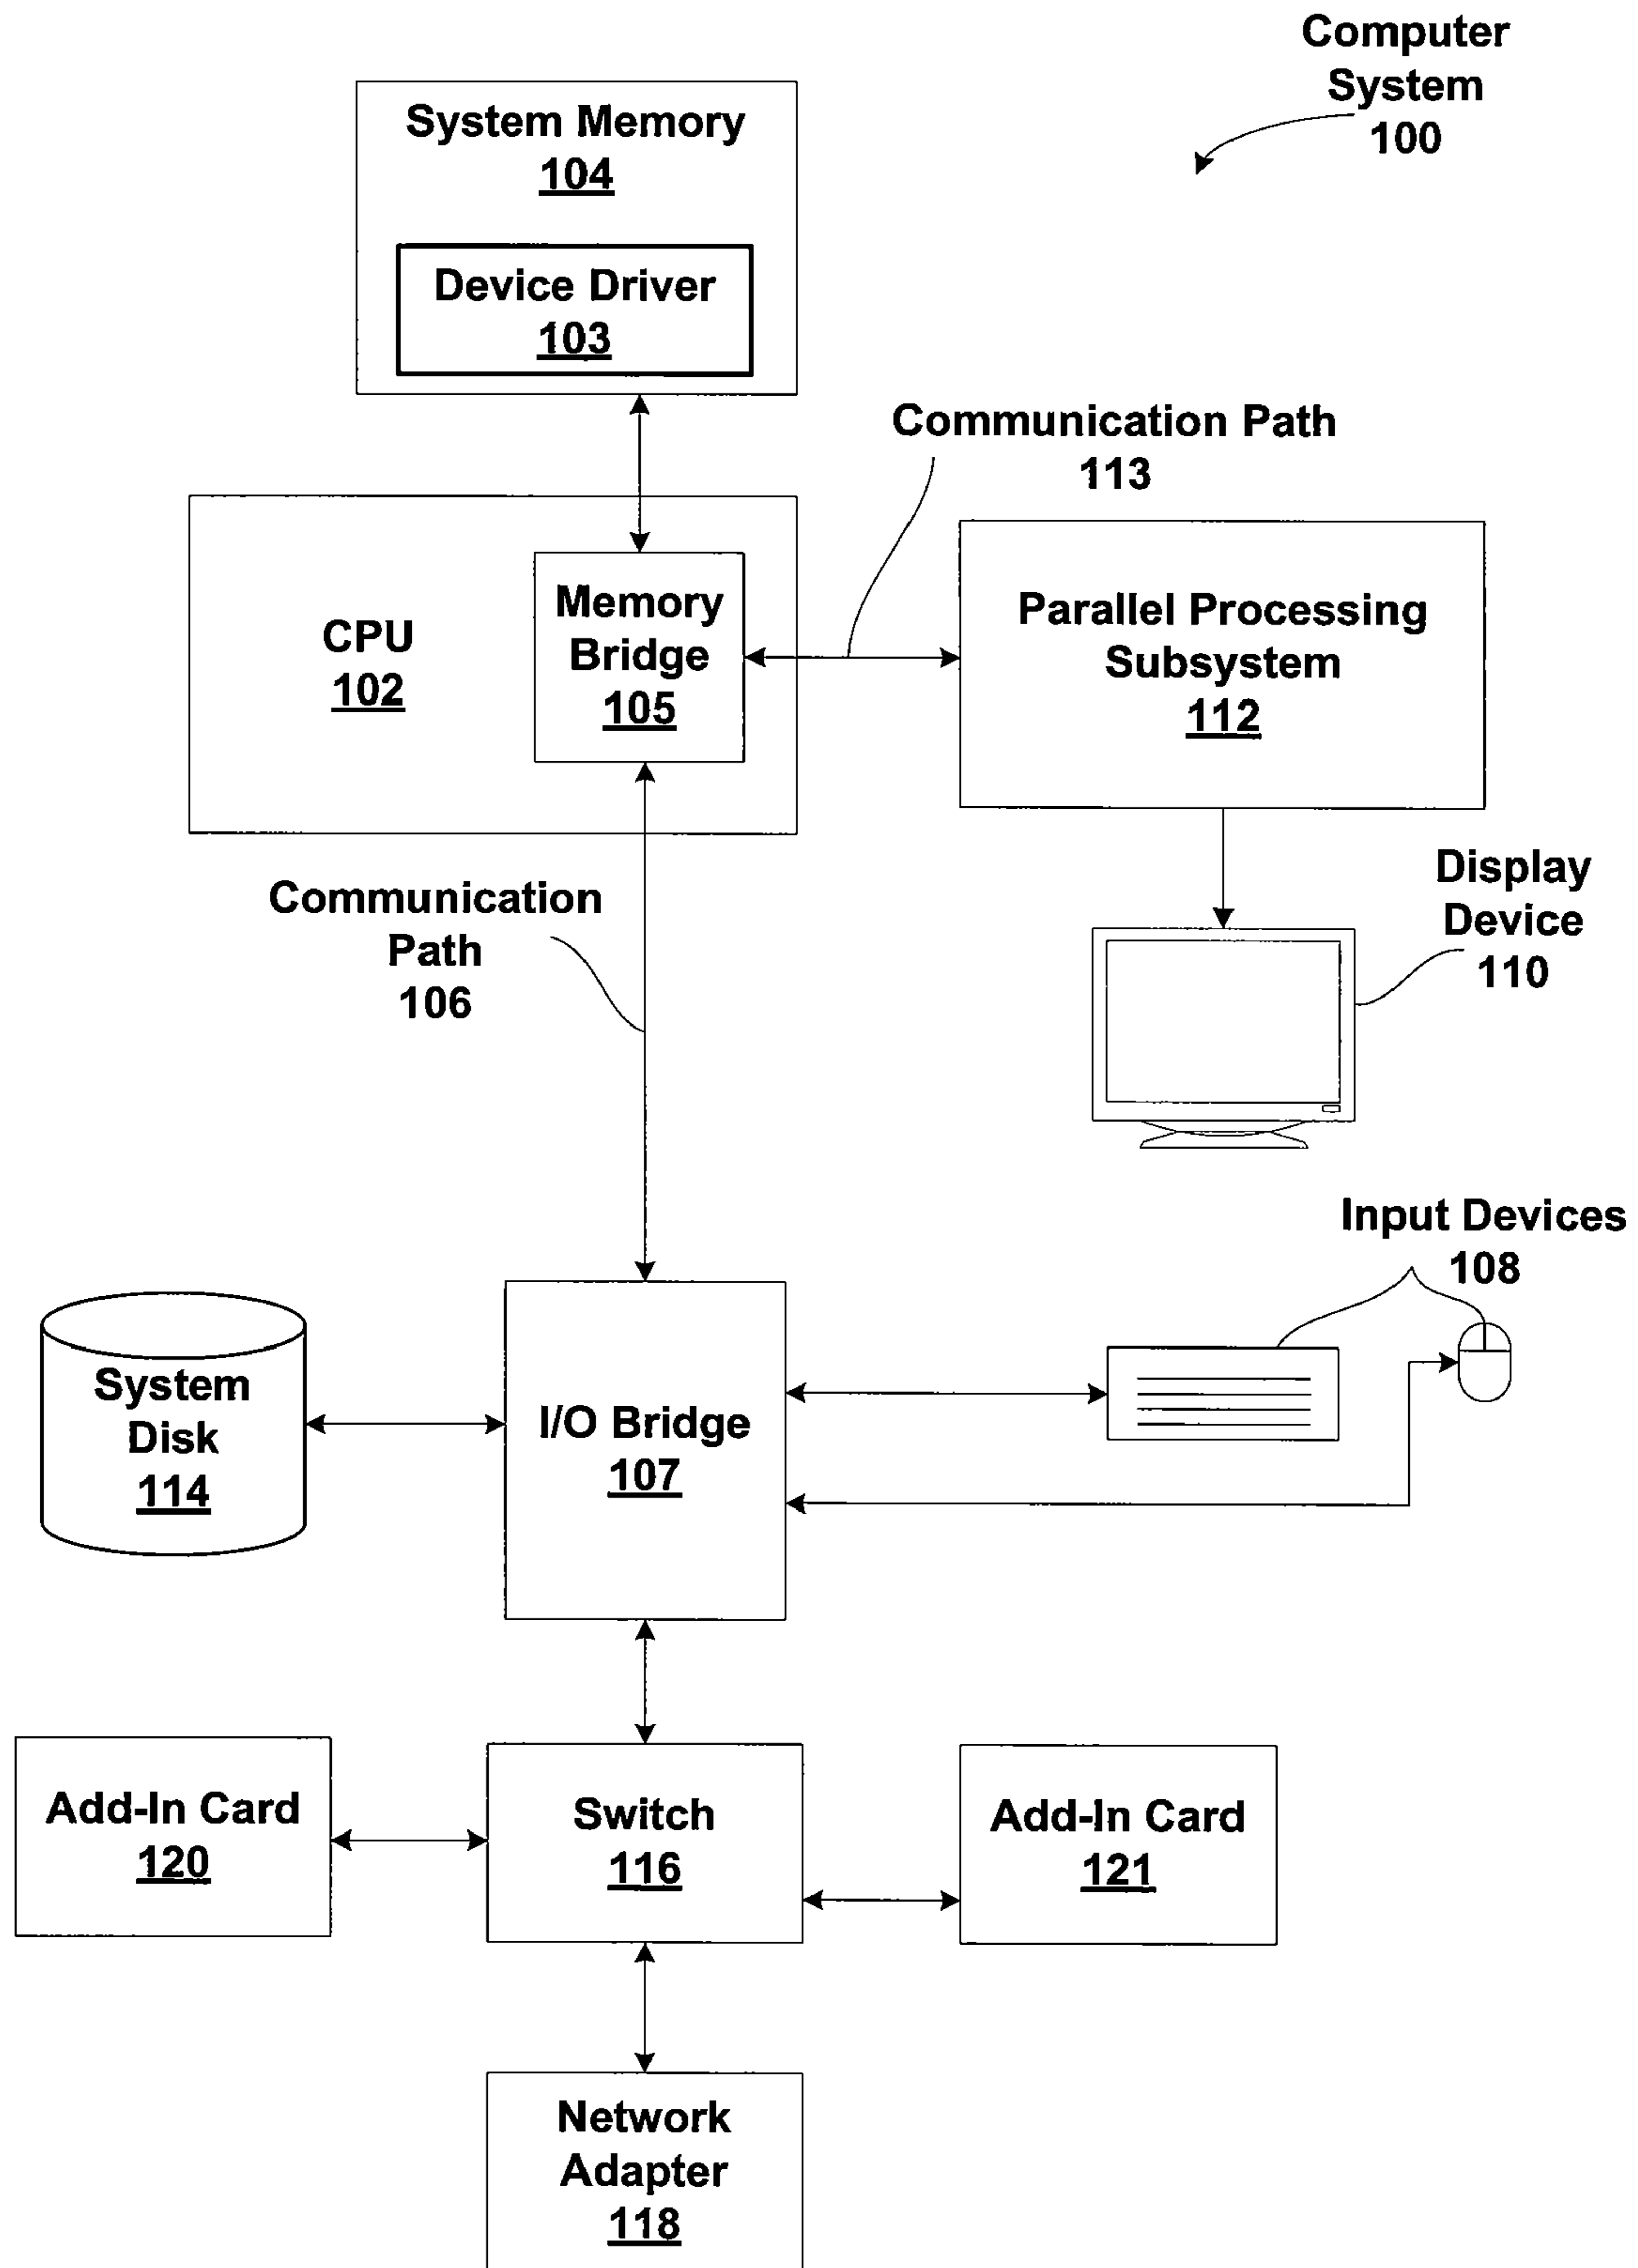 Computer
System
100
System Memory
104
Device Driver
103
Communication Path
113
CPU
102
Memory
Bridge
105
Parallel Processing
Subsystem
112
Communication
Path
106
Display
Device
110
Input Devices
108
System
Disk
114
I/O Bridge
107
Add-In Card
120
Switch
116
Add-In Card
121
Network
Adapter
118